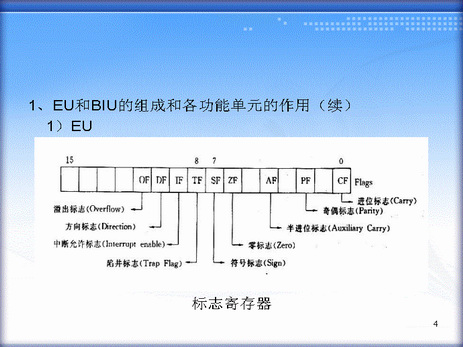 1、EU和BIU的组成和各功能单元的作用（续）
1）EU
15 8 7 0
OF DF IF TF SF ZF AF PF CF Flags
进位标志(Carry)
溢出标志(Overflow) 奇偶标志(Parity)
方向标志(Direction) 半进位标志(Auxiliary Carry)
中断允许标志(Interrupt enable) 零标志(Zero)
陷井标志(Trap Flag) 符号标志(Sign)
标志寄存器
4